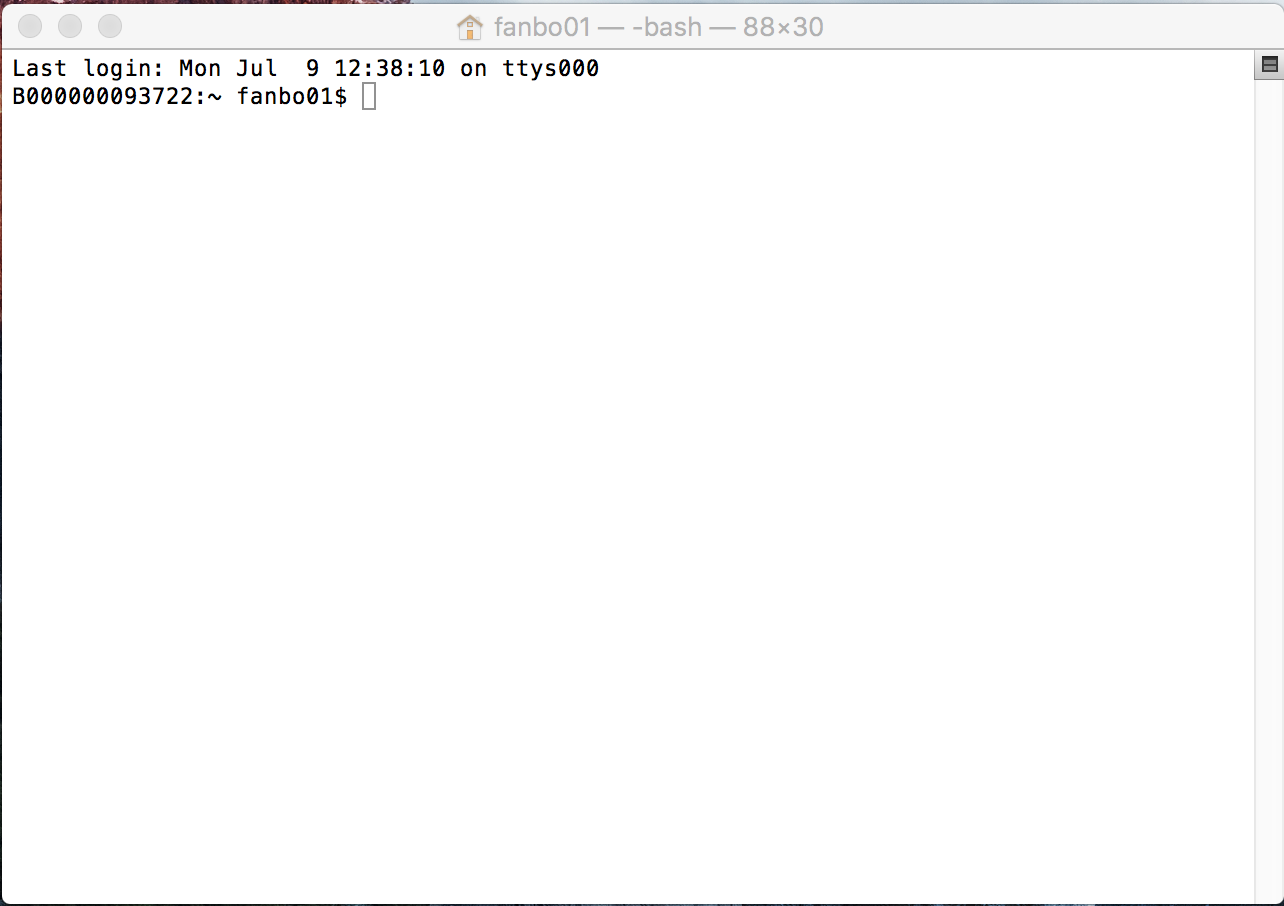 fanbo01 — -bash — 88×30
Last login: Mon Jul  9 12:38:10 on ttys000
B000000093722:~ fanbo01$